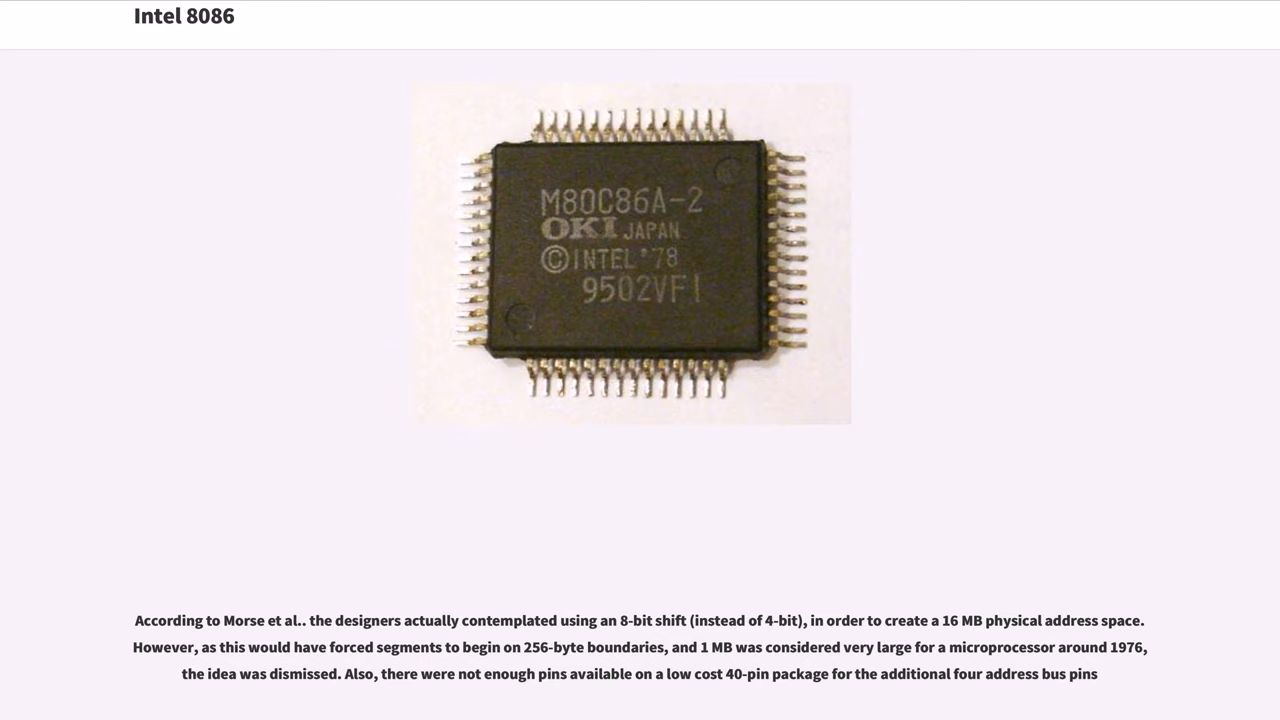 Intel 8086
M80C86A-2
OKI JAPAN
©INTEL'78
9502VFI
According to Morse et al.. the designers actually contemplated using an 8-bit shift (instead of 4-bit), in order to create a 16 MB physical address space.
However, as this would have forced segments to begin on 256-byte boundaries, and 1 MB was considered very large for a microprocessor around 1976,
the idea was dismissed. Also, there were not enough pins available on a low cost 40-pin package for the additional four address bus pins